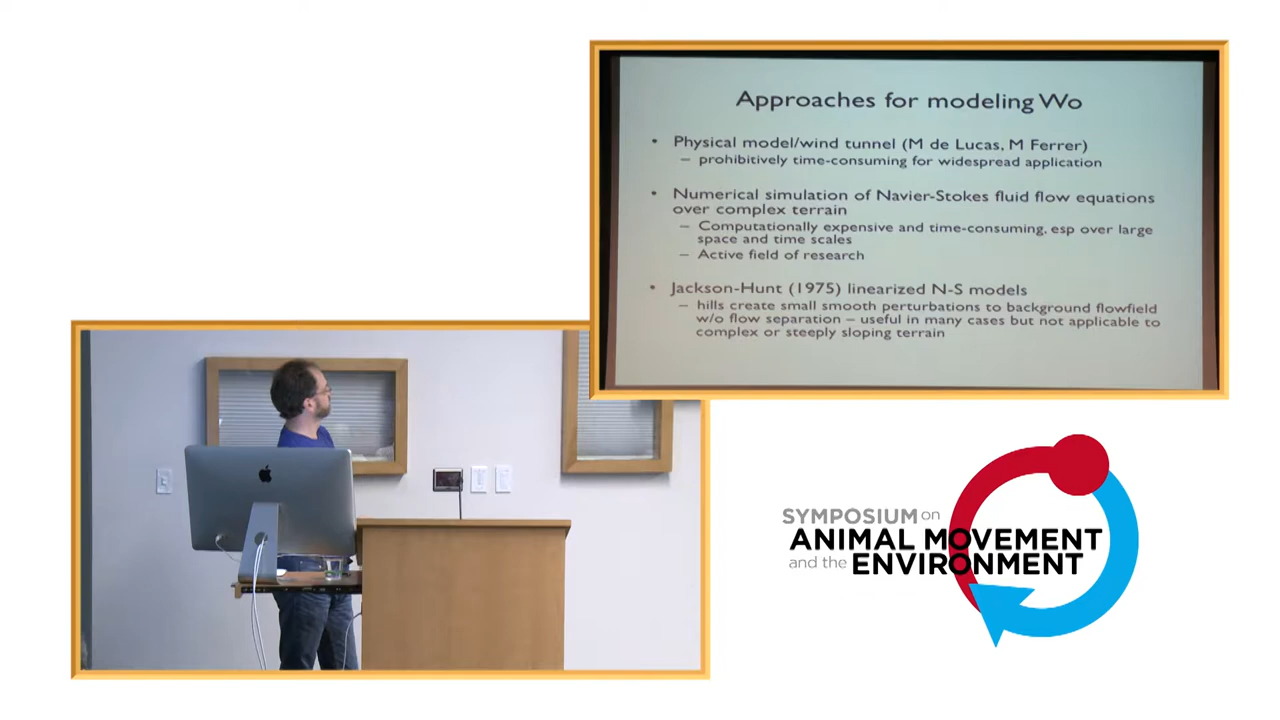 Approaches for modeling Wo
• Physical model/wind tunnel (M de Lucas, M Ferrer)
– prohibitively time-consuming for widespread application
• Numerical simulation of Navier-Stokes fluid flow equations
over complex terrain
– Computationally expensive and time-consuming, esp over large
space and time scales
– Active field of research
• Jackson-Hunt (1975) linearized N-S models
– hills create small smooth perturbations to background flowfield
w/o flow separation – useful in many cases but not applicable to
complex or steeply sloping terrain
SYMPOSIUM on
ANIMAL MOVEMENT
and the ENVIRONMENT